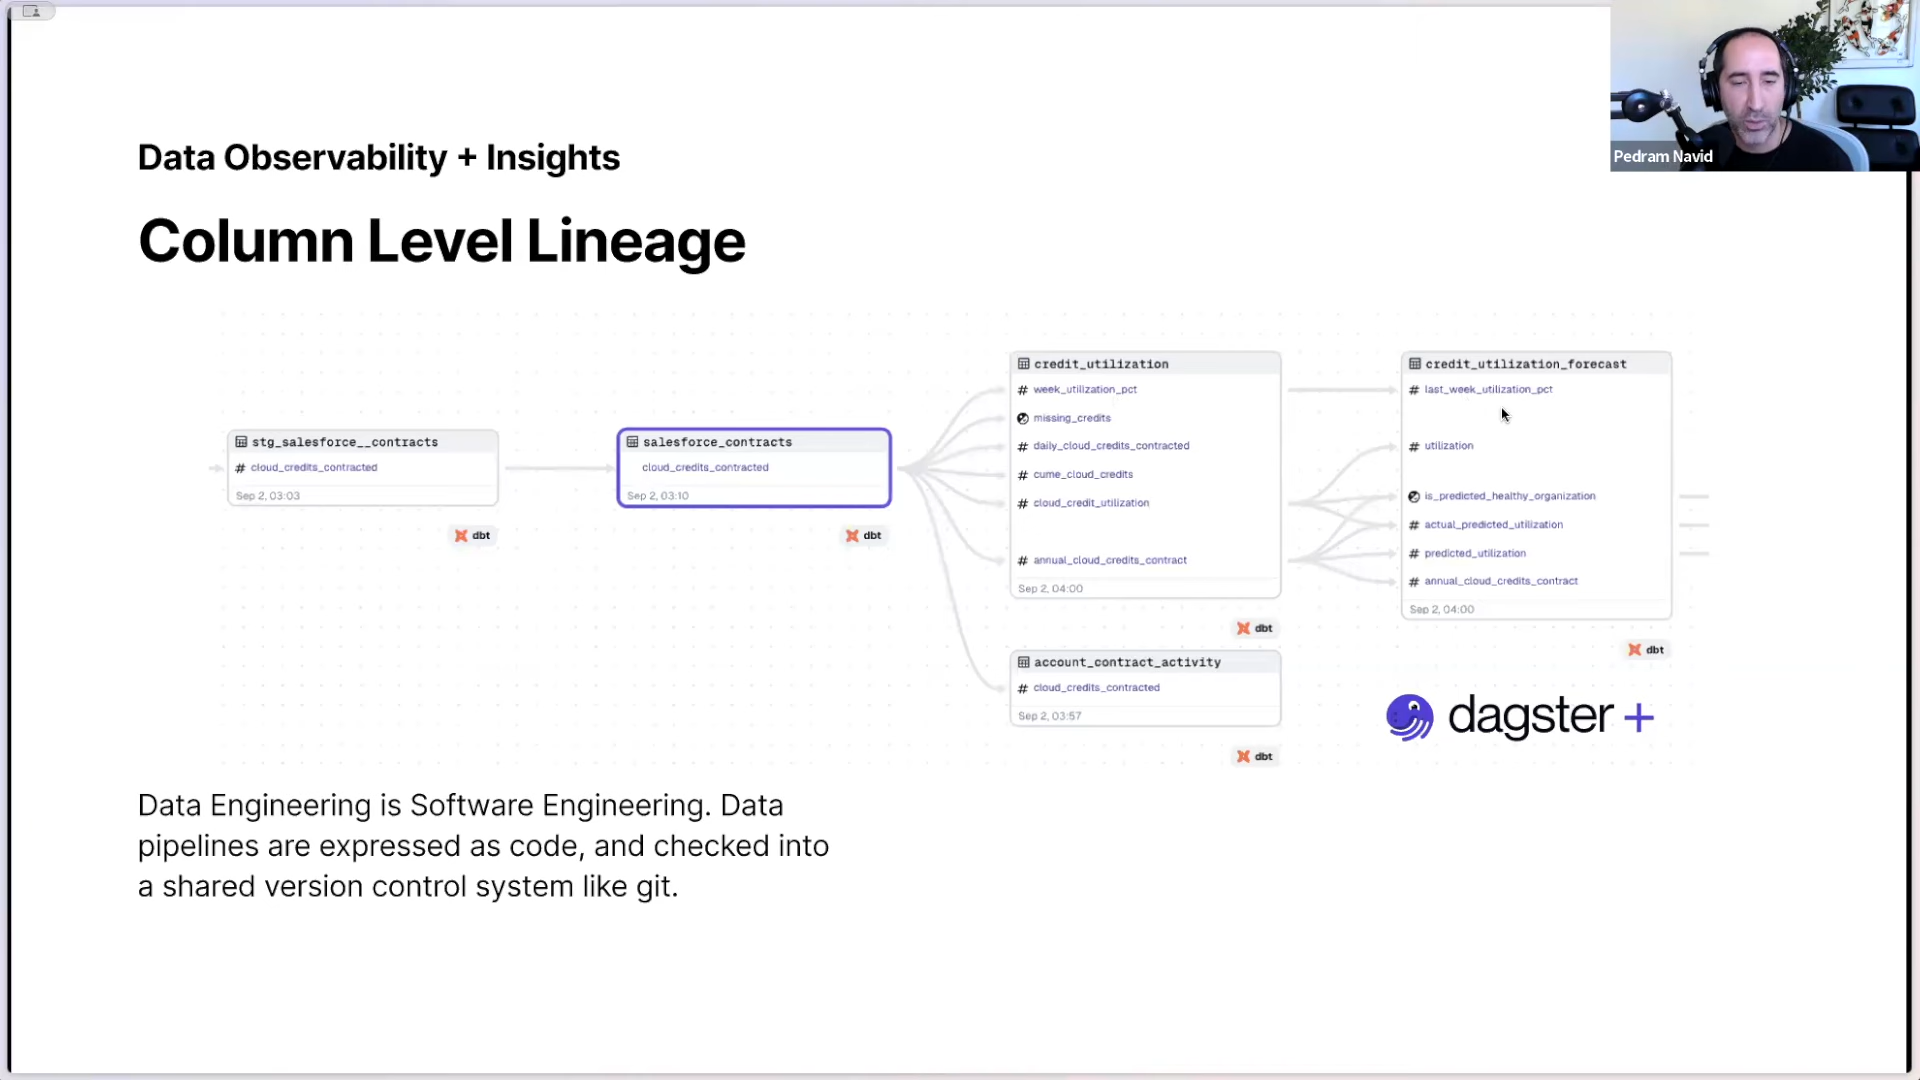 Pedram Navid
Data Observability + Insights
Column Level Lineage
stg_salesforce__contracts
# cloud_credits_contracted
Sep 2, 03:03
dbt
salesforce_contracts
cloud_credits_contracted
Sep 2, 03:10
dbt
credit_utilization
# week_utilization_pct
missing_credits
# daily_cloud_credits_contracted
# cume_cloud_credits
# cloud_credit_utilization
# annual_cloud_credits_contract
Sep 2, 04:00
dbt
account_contract_activity
# cloud_credits_contracted
Sep 2, 03:57
dbt
credit_utilization_forecast
# last_week_utilization_pct
# utilization
is_predicted_healthy_organization
# actual_predicted_utilization
# predicted_utilization
# annual_cloud_credits_contract
Sep 2, 04:00
dbt
dagster +
Data Engineering is Software Engineering. Data
pipelines are expressed as code, and checked into
a shared version control system like git.